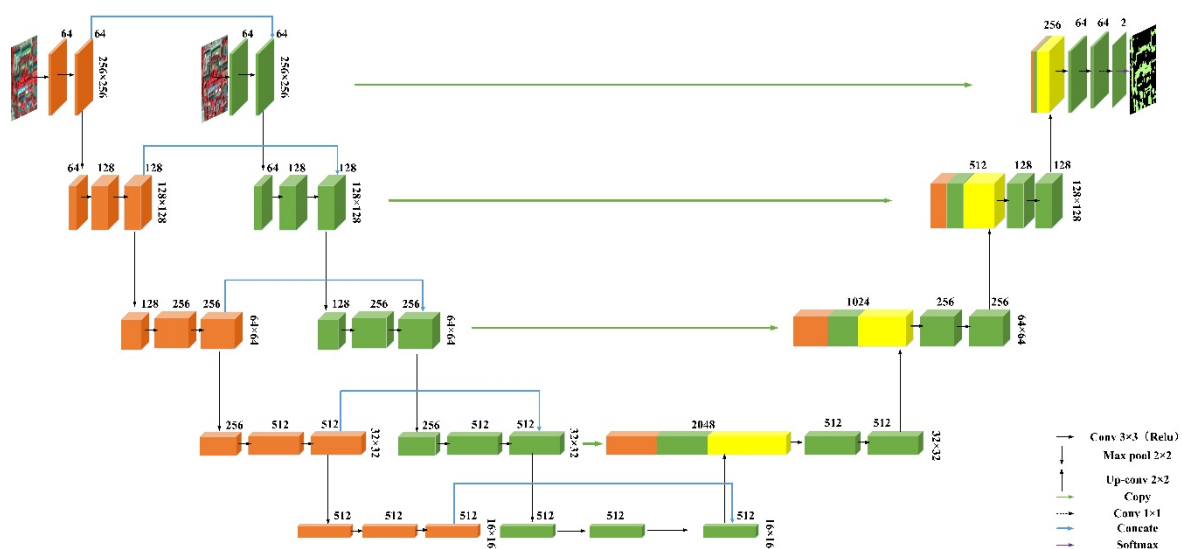 64 64 64 64 256 64 64 2
256×256 256×256
64 128 128 64 128 128 512 128 128
128×128 128×128 128×128
128 256 256 128 256 256 1024 256 256
64×64 64×64 64×64
256 512 512 256 512 512 2048 512 512
32×32 32×32 32×32
512 512 512 512 512 512
16×16 16×16
Conv 3×3（Relu）
Max pool 2×2
Up-conv 2×2
Copy
Conv 1×1
Concate
Softmax